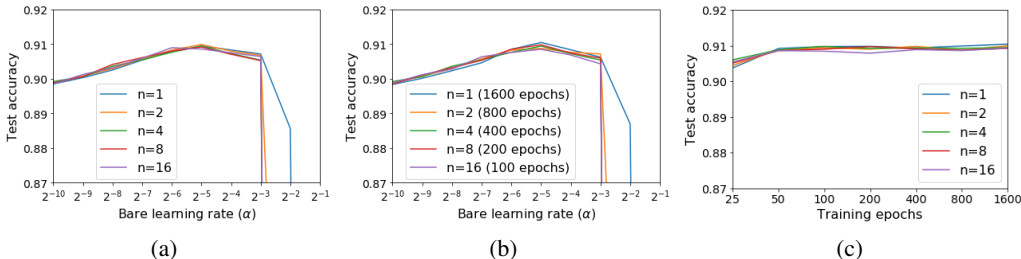 0.92
0.91
0.90
0.89
0.88
0.87
Test accuracy
n=1
n=2
n=4
n=8
n=16
2⁻¹⁰ 2⁻⁹ 2⁻⁸ 2⁻⁷ 2⁻⁶ 2⁻⁵ 2⁻⁴ 2⁻³ 2⁻² 2⁻¹
Bare learning rate (α)
(a)
0.92
0.91
0.90
0.89
0.88
0.87
Test accuracy
n=1 (1600 epochs)
n=2 (800 epochs)
n=4 (400 epochs)
n=8 (200 epochs)
n=16 (100 epochs)
2⁻¹⁰ 2⁻⁹ 2⁻⁸ 2⁻⁷ 2⁻⁶ 2⁻⁵ 2⁻⁴ 2⁻³ 2⁻² 2⁻¹
Bare learning rate (α)
(b)
0.92
0.91
0.90
0.89
0.88
0.87
Test accuracy
n=1
n=2
n=4
n=8
n=16
25 50 100 200 400 800 1600
Training epochs
(c)